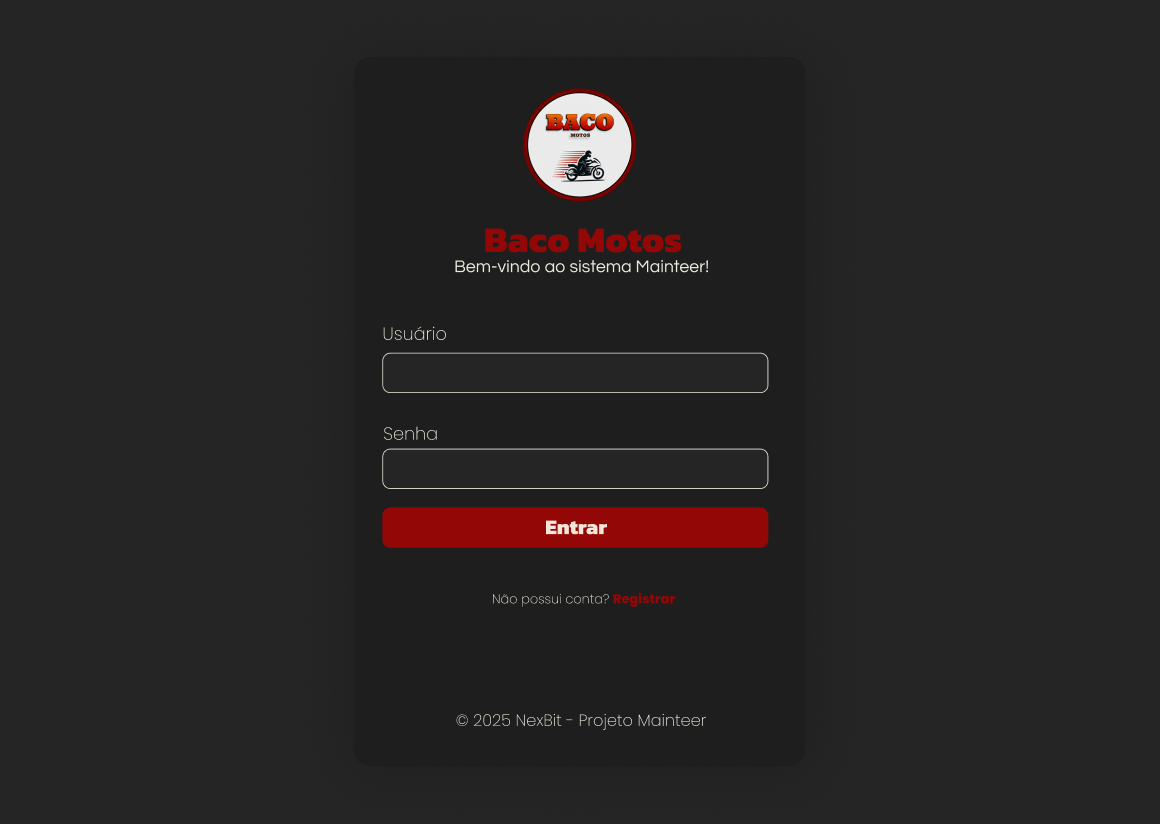 BACO
MOTOS
Baco Motos
Bem-vindo ao sistema Mainteer!
Usuário
Senha
Entrar
Não possui conta? Registrar
© 2025 NexBit - Projeto Mainteer